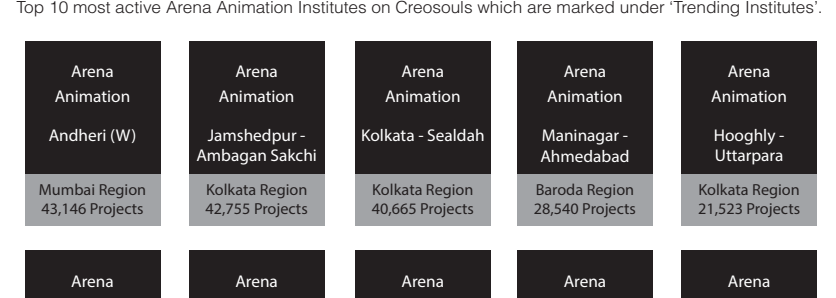 Top 10 most active Arena Animation Institutes on Creosouls which are marked under ‘Trending Institutes’.
Arena
Animation
Andheri (W)
Mumbai Region
43,146 Projects
Arena
Animation
Jamshedpur -
Ambagan Sakchi
Kolkata Region
42,755 Projects
Arena
Animation
Kolkata - Sealdah
Kolkata Region
40,665 Projects
Arena
Animation
Maninagar -
Ahmedabad
Baroda Region
28,540 Projects
Arena
Animation
Hooghly -
Uttarpara
Kolkata Region
21,523 Projects
Arena
Arena
Arena
Arena
Arena